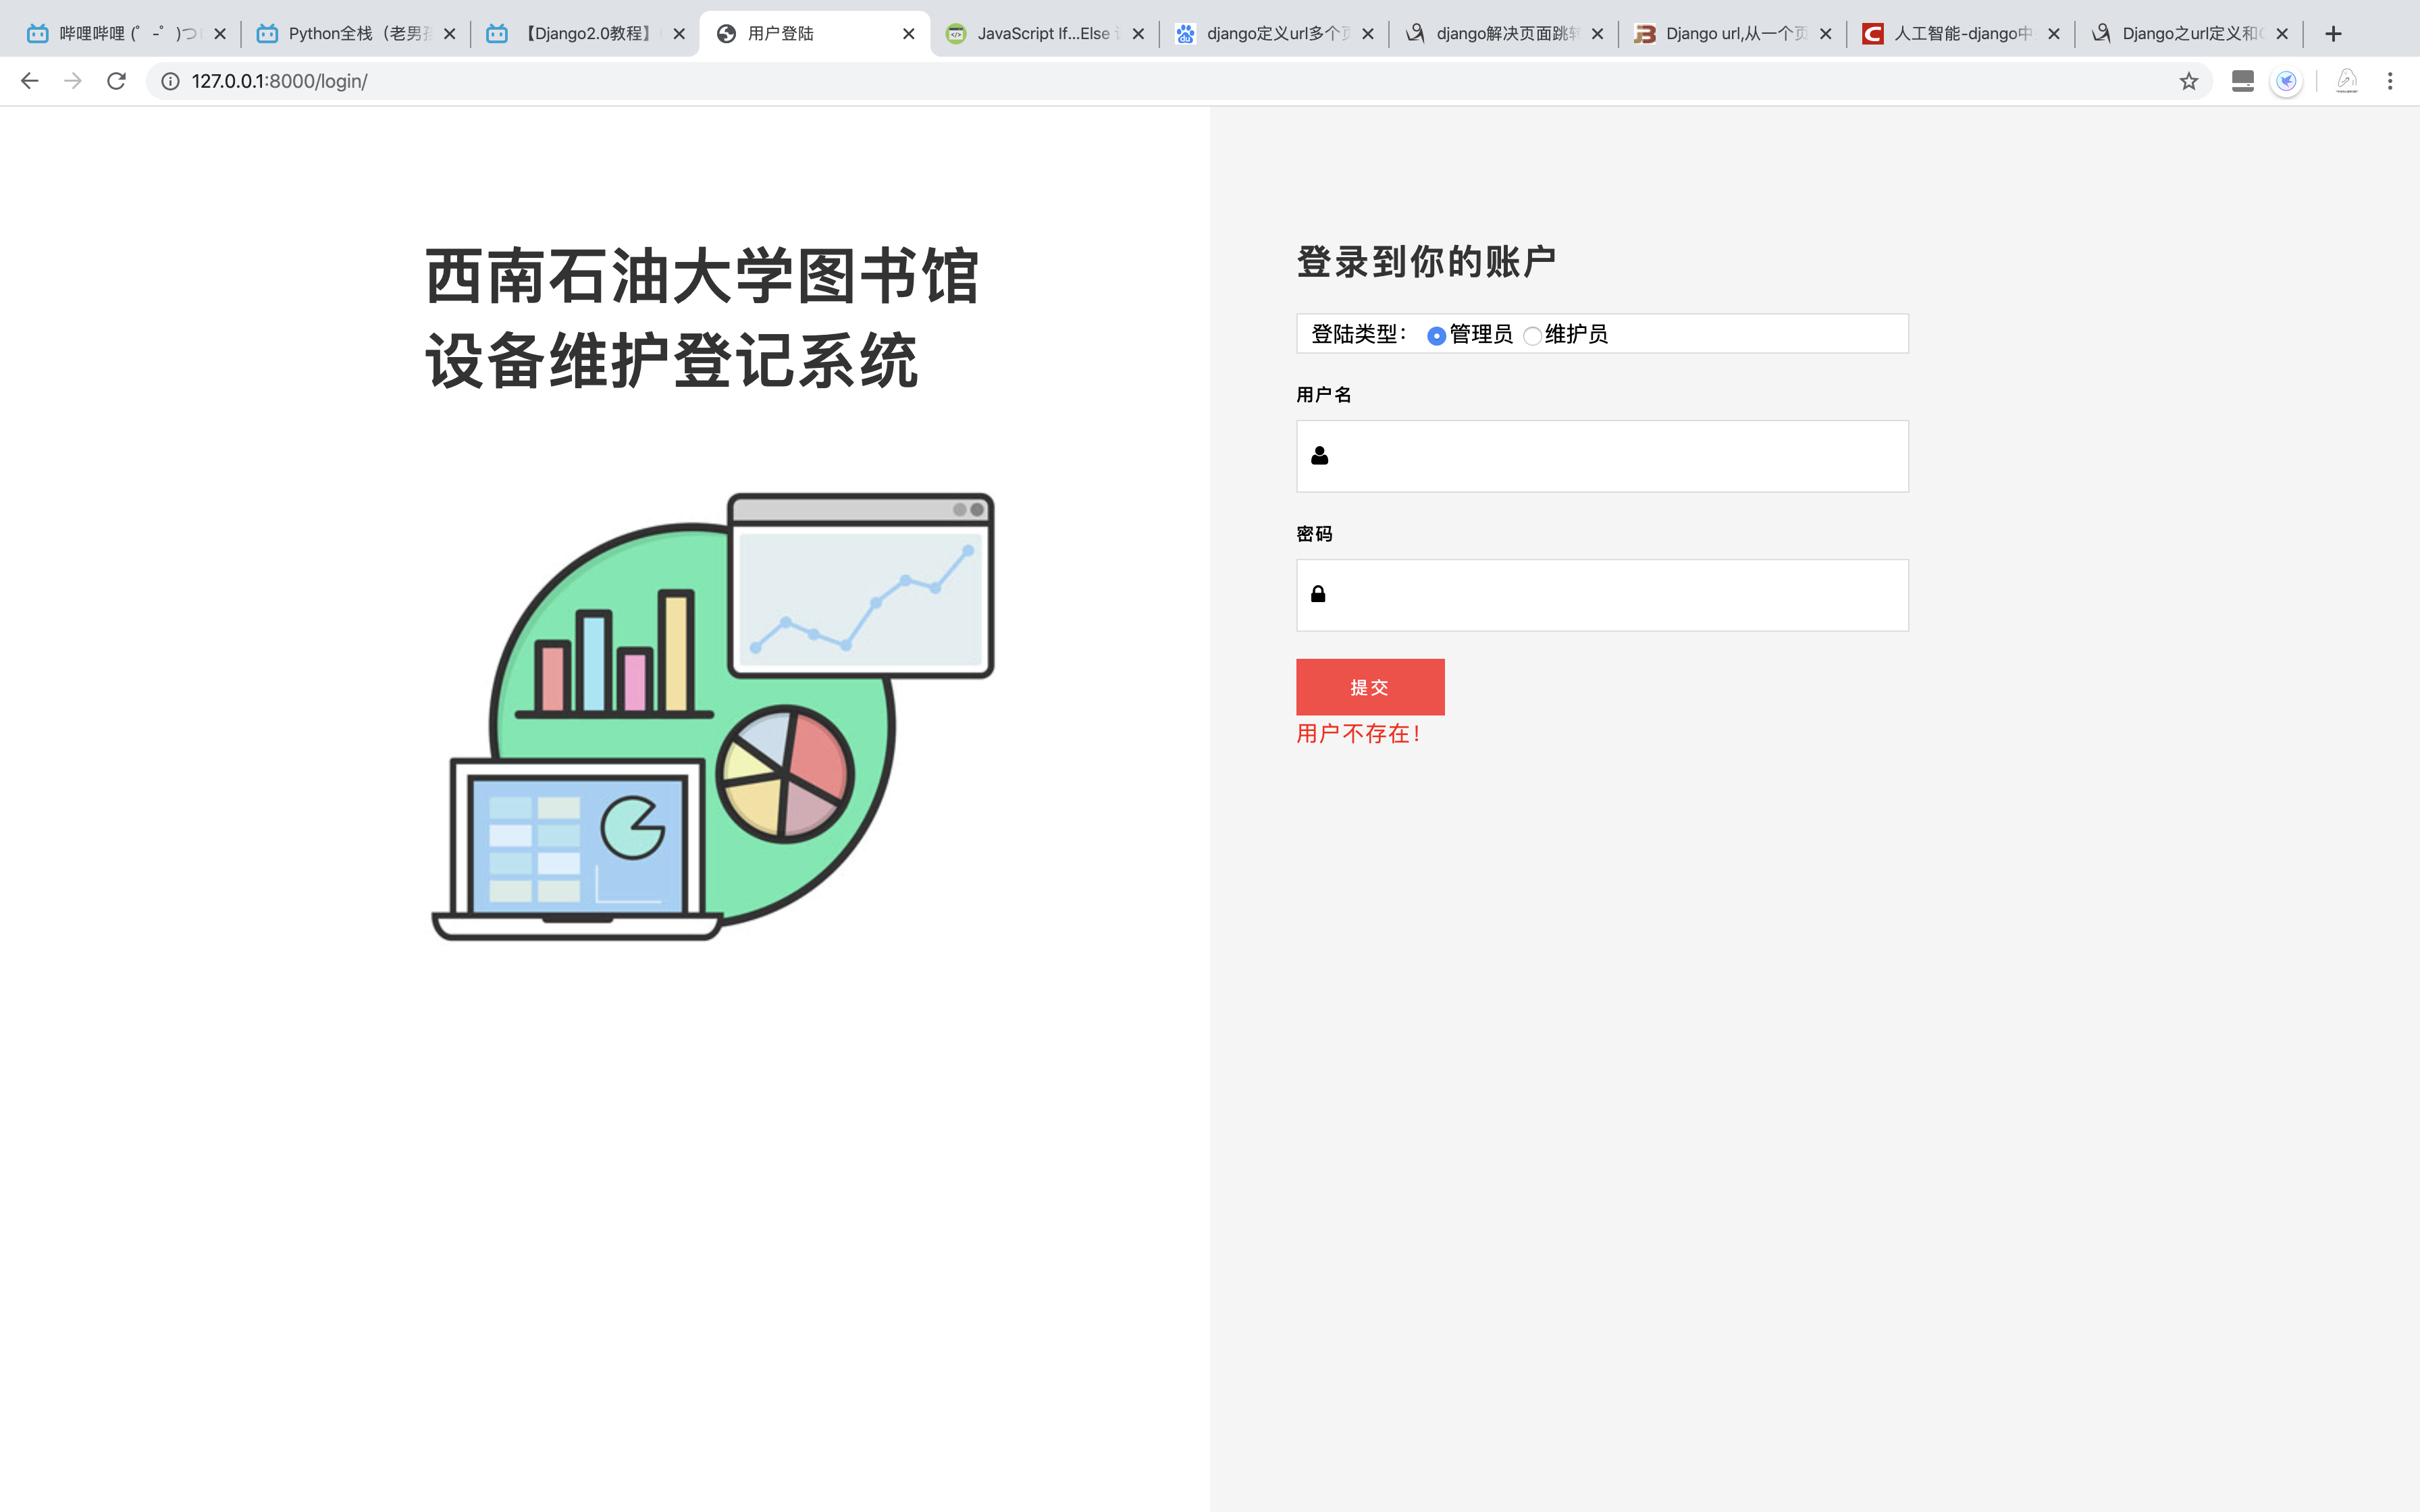 哔哩哔哩 (゜-゜)つ
Python全栈（老男孩
【Django2.0教程】
用户登陆
JavaScript If...Else
django定义url多个页
django解决页面跳转
Django url,从一个页
人工智能-django中
Django之url定义和
127.0.0.1:8000/login/
西南石油大学图书馆
设备维护登记系统
登录到你的账户
登陆类型： 管理员 维护员
用户名
密码
提交
用户不存在！